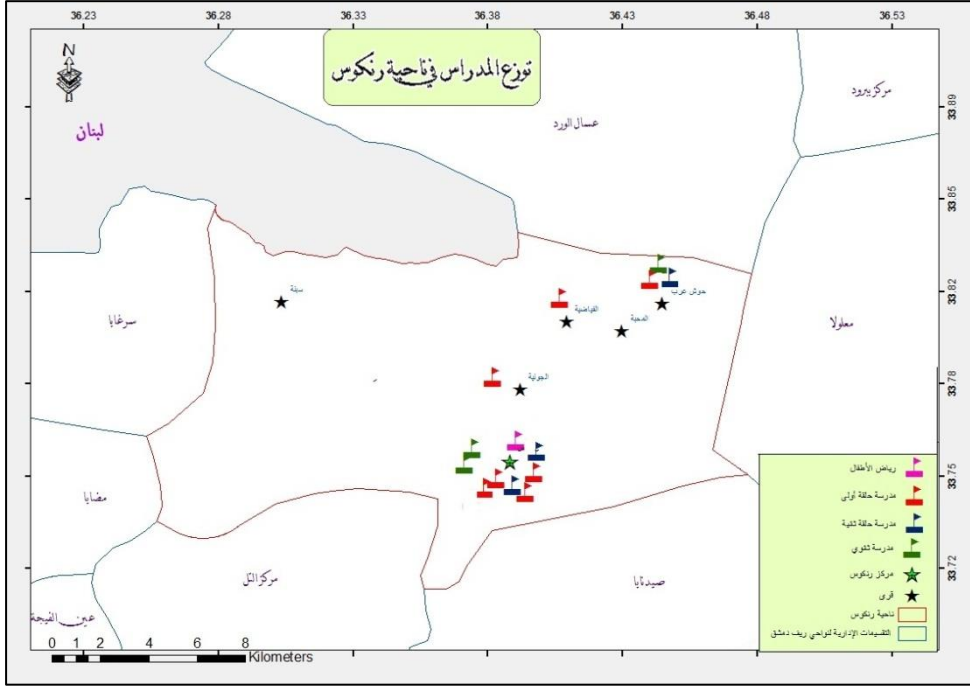 36.23 36.28 36.33 36.38 36.43 36.48 36.53
توزع المدراس في ناحية رنكوس
N
مركز يبرود
33.89
عسال الورد
لبنان
33.85
حوش عرب
سبنة
33.82
القياضية
المحبة
سرغايا
معلولا
الجوزية
33.78
33.75
مضايا
33.72
مركز التل
صيدنايا
عين الفيجة
رياض الأطفال
مدرسة حلقة أولى
مدرسة حلقة ثانية
مدرسة ثانوي
مركز رنكوس
قرى
ناحية رنكوس
التقسيمات الإدارية لنواحي ريف دمشق
0 1 2 4 6 8
Kilometers